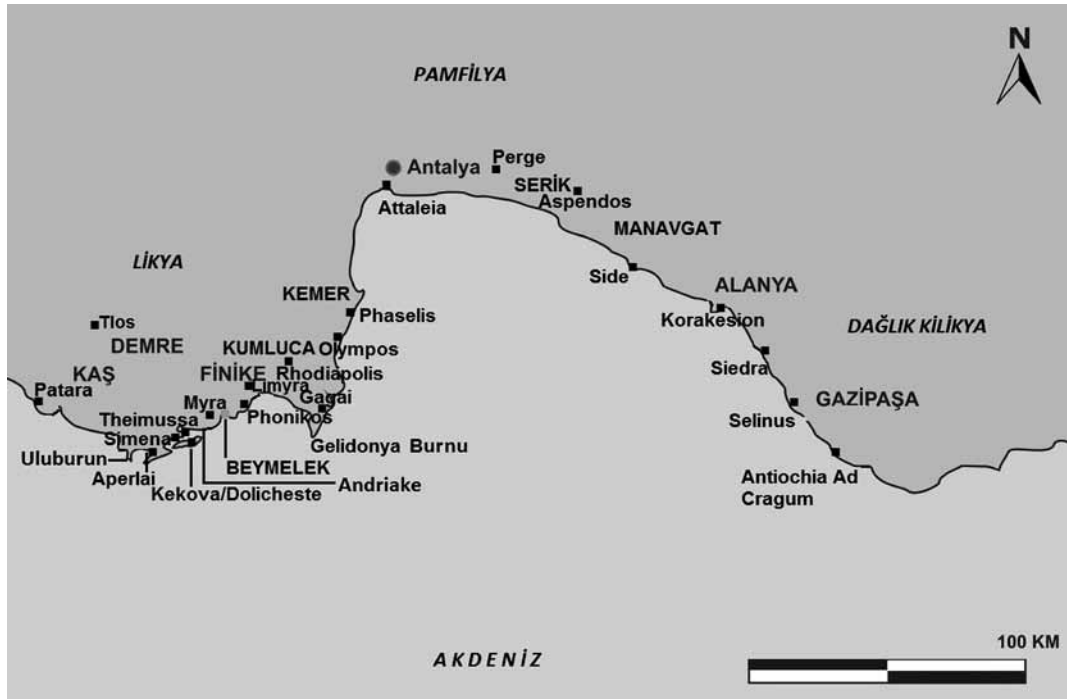 PAMFİLYA
N
Perge
Antalya
SERİK
Aspendos
Attaleia
MANAVGAT
LİKYA
Side
ALANYA
KEMER
Korakesion
Phaselis
DAĞLIK KİLİKYA
Tlos
DEMRE
KUMLUCA
Olympos
Siedra
KAŞ
FİNİKE
Rhodiapolis
Patara
Limyra
Gagai
GAZİPAŞA
Myra
Phonikos
Selinus
Theimussa
Simena
Gelidonya Burnu
Uluburun
BEYMELEK
Aperlai
Andriake
Antiochia Ad
Cragum
Kekova/Dolicheste
100 KM
AKDENİZ